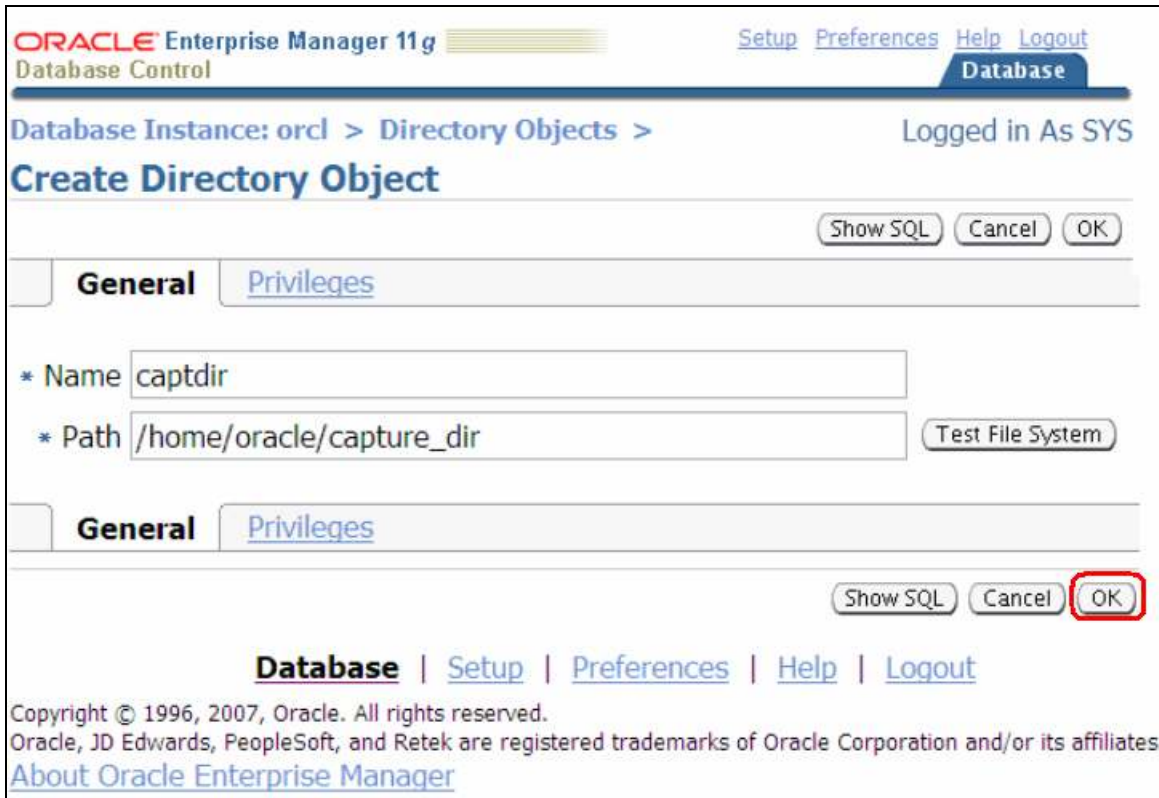 ORACLE Enterprise Manager 11g
Setup Preferences Help Logout
Database Control
Database
Database Instance: orcl > Directory Objects >
Logged in As SYS
Create Directory Object
Show SQL Cancel OK
General Privileges
* Name captdir
* Path /home/oracle/capture_dir Test File System
General Privileges
Show SQL Cancel OK
Database | Setup | Preferences | Help | Logout
Copyright © 1996, 2007, Oracle. All rights reserved.
Oracle, JD Edwards, PeopleSoft, and Retek are registered trademarks of Oracle Corporation and/or its affiliates
About Oracle Enterprise Manager